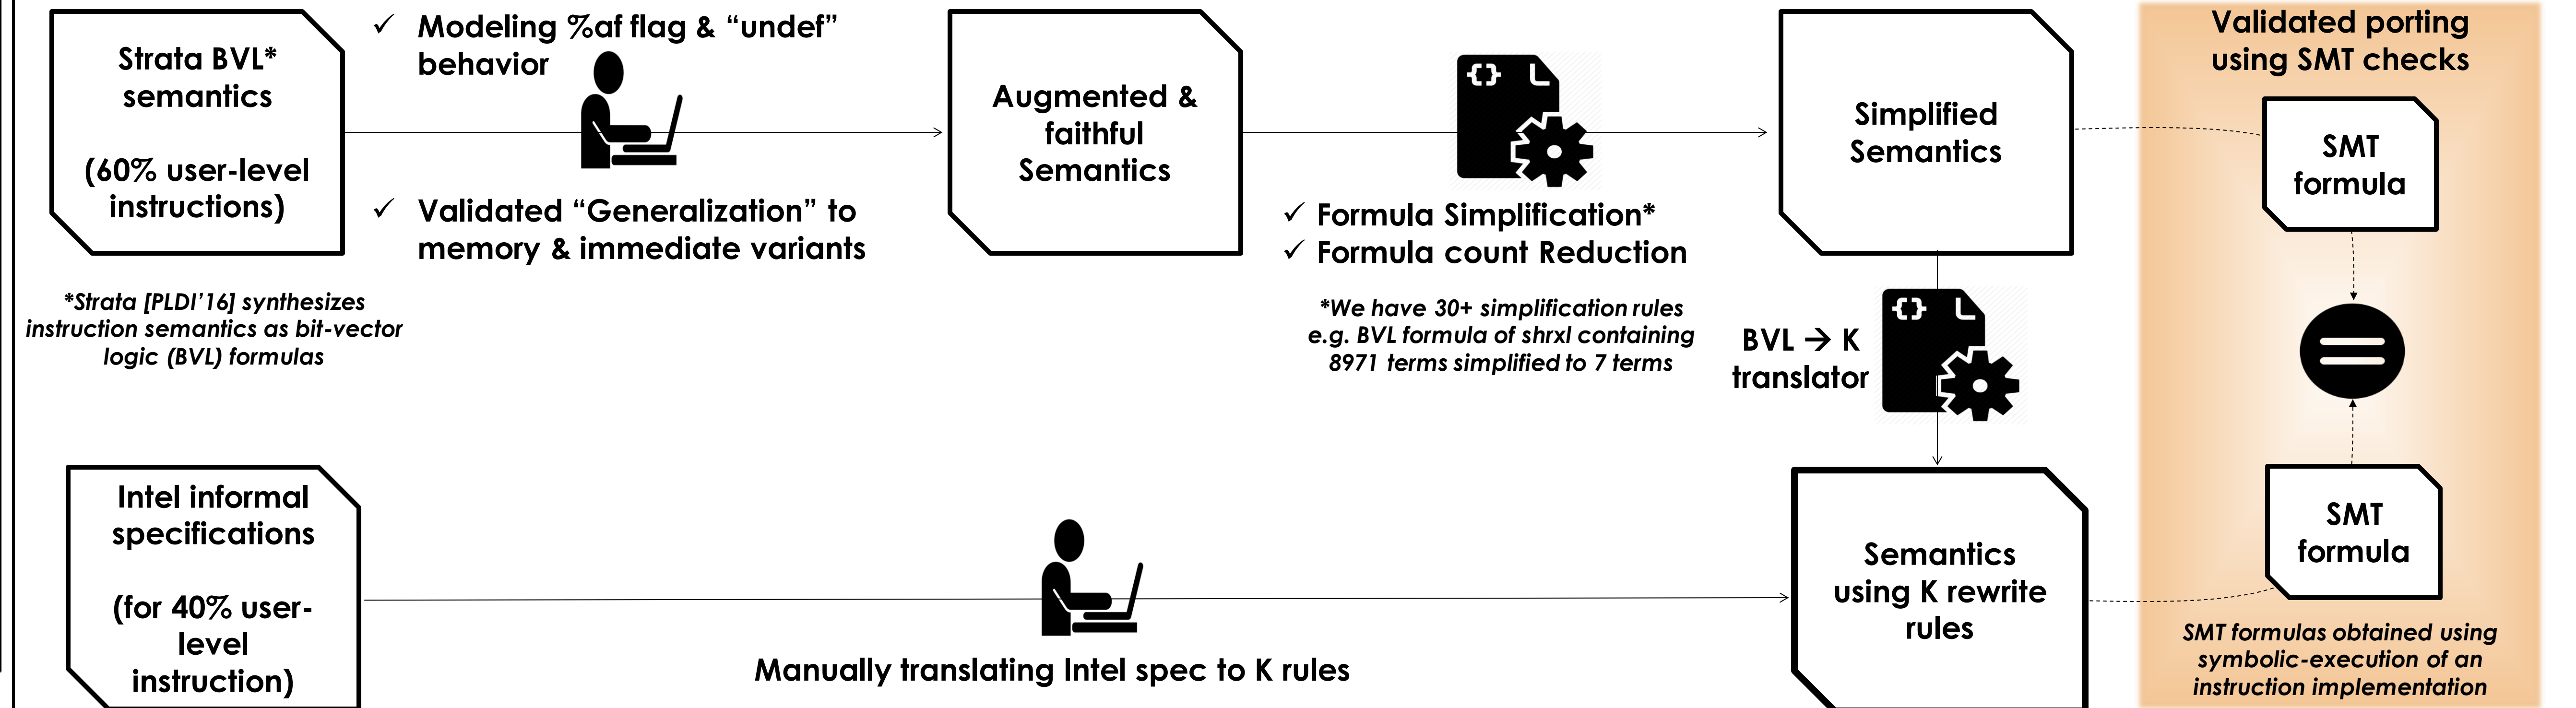 Strata BVL*
semantics
(60% user-level
instructions)
*Strata [PLDI’16] synthesizes
instruction semantics as bit-vector
logic (BVL) formulas
✓ Modeling %af flag & “undef”
behavior
✓ Validated “Generalization” to
memory & immediate variants
Augmented &
faithful
Semantics
{} L
✓ Formula Simplification*
✓ Formula count Reduction
*We have 30+ simplification rules
e.g. BVL formula of shrxl containing
8971 terms simplified to 7 terms
Simplified
Semantics
BVL → K
translator
{} L
Validated porting
using SMT checks
SMT
formula
=
SMT
formula
SMT formulas obtained using
symbolic-execution of an
instruction implementation
Intel informal
specifications
(for 40% user-
level
instruction)
Manually translating Intel spec to K rules
Semantics
using K rewrite
rules